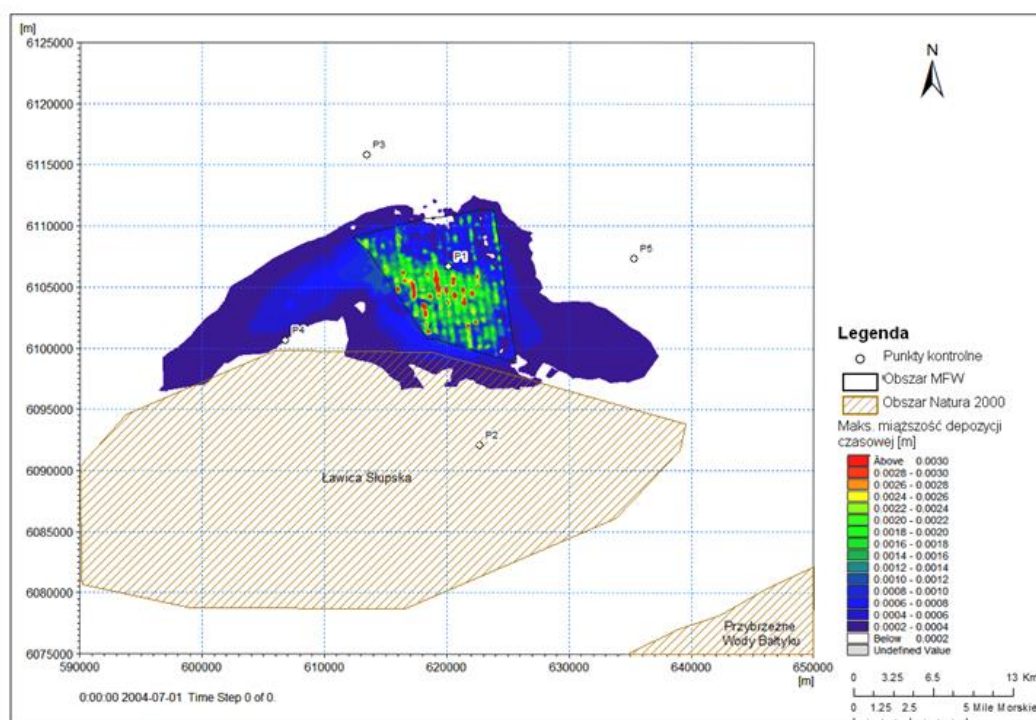 [m]
6125000
6120000
6115000
6110000
6105000
6100000
6095000
6090000
6085000
6080000
6075000
590000
600000
610000
620000
630000
640000
650000
[m]
P3
P5
P1
P4
P2
Ławica Słupska
Przybrzeżne
Wody Bałtyku
0:00:00 2004-07-01 Time Step 0 of 0.
N
Legenda
Punkty kontrolne
Obszar MFW
Obszar Natura 2000
Maks. miąższość depozycji
czasowej [m]
Above 0.0030
0.0028 - 0.0030
0.0026 - 0.0028
0.0024 - 0.0026
0.0022 - 0.0024
0.0020 - 0.0022
0.0018 - 0.0020
0.0016 - 0.0018
0.0014 - 0.0016
0.0012 - 0.0014
0.0010 - 0.0012
0.0008 - 0.0010
0.0006 - 0.0008
0.0004 - 0.0006
0.0002 - 0.0004
Below 0.0002
Undefined Value
0 3.25 6.5 13 Km
0 1.25 2.5 5 Mile Morskie